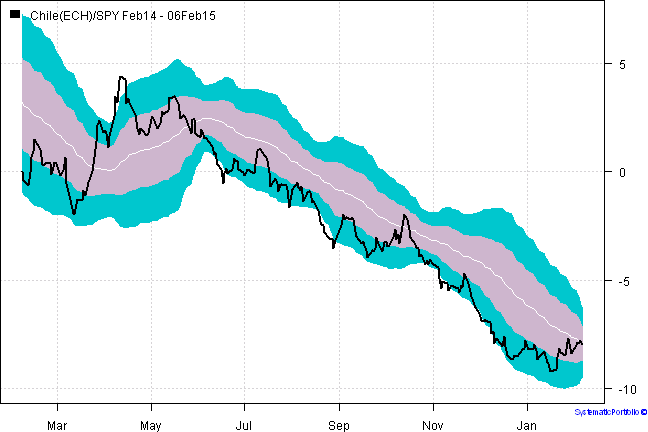 Chile(ECH)/SPY Feb14 - 06Feb15
5
0
-5
-10
Mar May Jul Sep Nov Jan
SystematicPortfolio ©